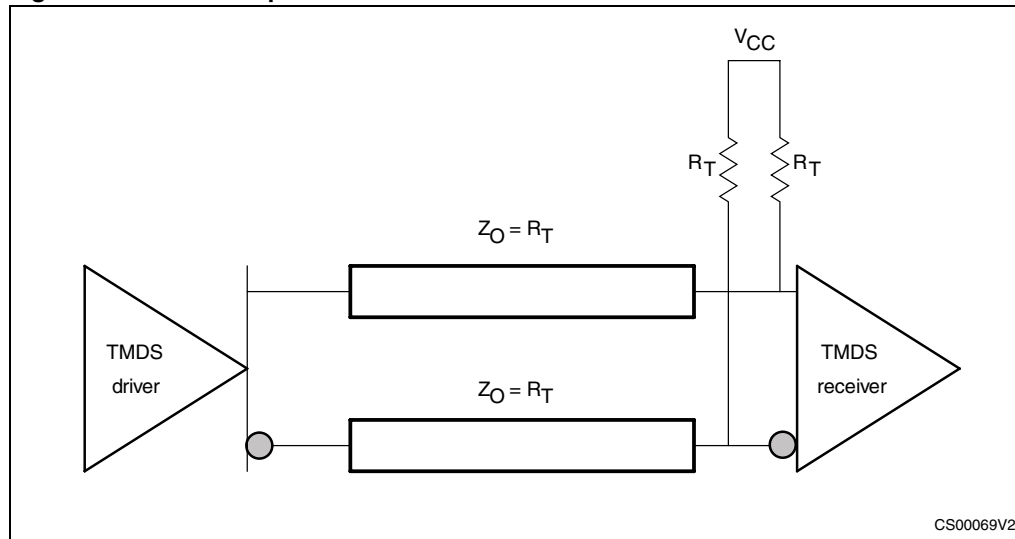 VCC
RT RT
ZO = RT
TMDS
driver
TMDS
receiver
ZO = RT
CS00069V2